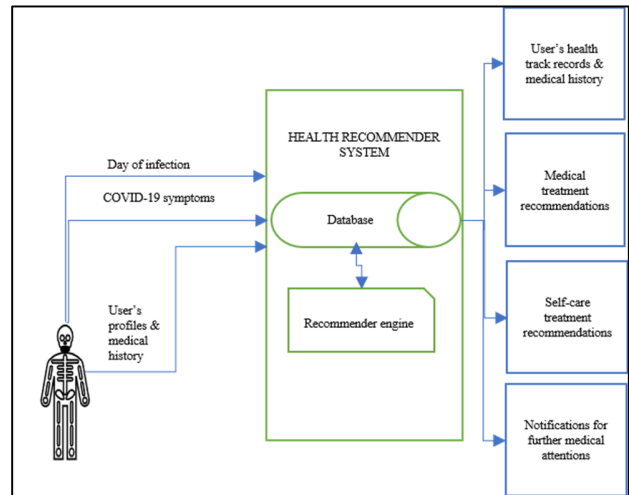 Day of infection
COVID-19 symptoms
User's
profiles &
medical
history
HEALTH RECOMMENDER
SYSTEM
Database
Recommender engine
User's health
track records &
medical history
Medical
treatment
recommendations
Self-care
treatment
recommendations
Notifications for
further medical
attentions